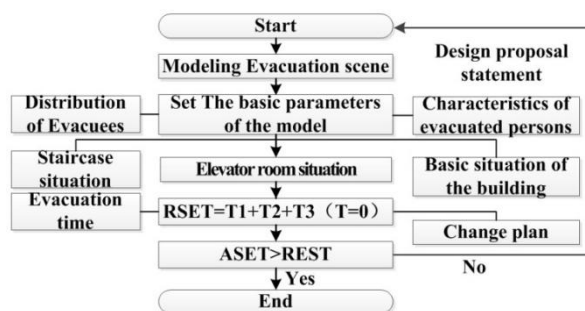 Start
Design proposal
statement
Modeling Evacuation scene
Distribution
of Evacuees
Set The basic parameters
of the model
Characteristics of
evacuated persons
Staircase
situation
Elevator room situation
Basic situation of
the building
Evacuation
time
RSET=T1+T2+T3（T=0）
Change plan
ASET>REST
No
Yes
End